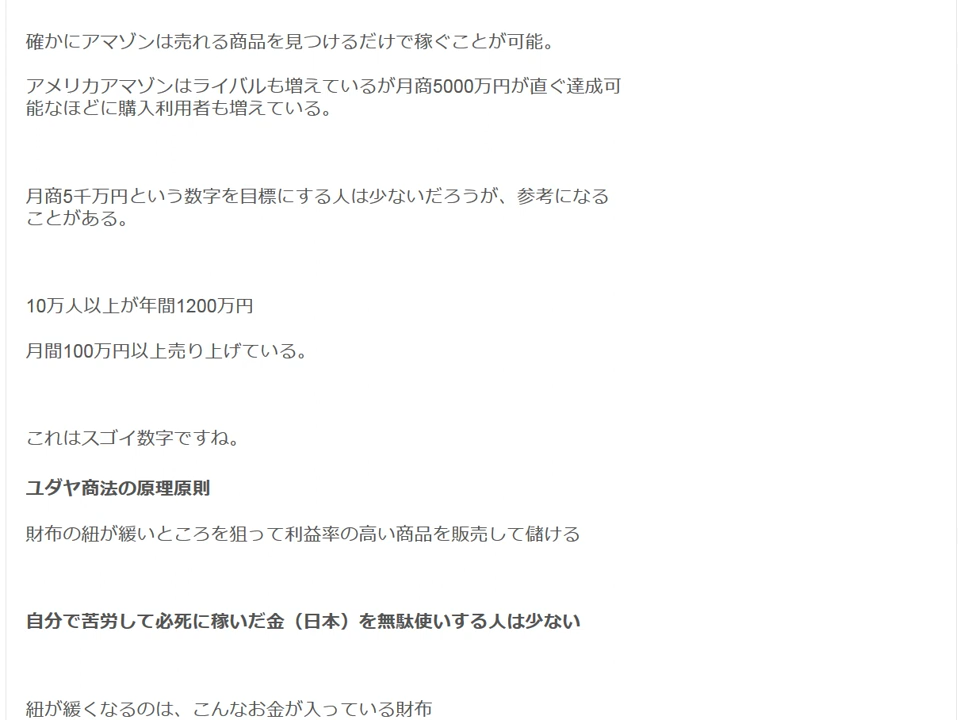 確かにアマゾンは売れる商品を見つけるだけで稼ぐことが可能。
アメリカアマゾンはライバルも増えているが月商5000万円が直ぐ達成可
能なほどに購入利用者も増えている。
月商5千万円という数字を目標にする人は少ないだろうが、参考になる
ことがある。
10万人以上が年間1200万円
月間100万円以上売り上げている。
これはスゴイ数字ですね。
ユダヤ商法の原理原則
財布の紐が緩いところを狙って利益率の高い商品を販売して儲ける
自分で苦労して必死に稼いだ金（日本）を無駄使いする人は少ない
紐が緩くなるのは、こんなお金が入っている財布